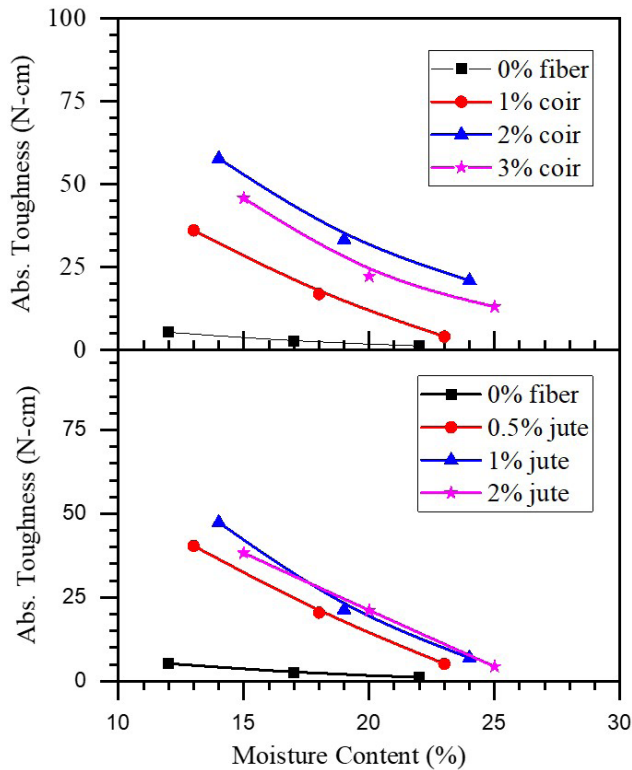 100
75
50
25
0
Abs. Toughness (N-cm)
0% fiber
1% coir
2% coir
3% coir
75
50
25
0
Abs. Toughness (N-cm)
0% fiber
0.5% jute
1% jute
2% jute
10 15 20 25 30
Moisture Content (%)